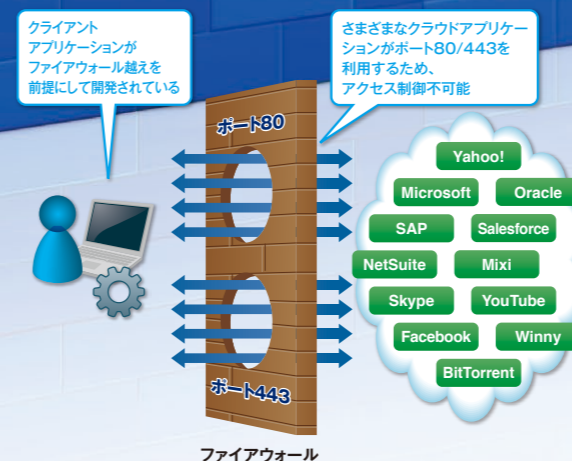 クライアント
アプリケーションが
ファイアウォール越えを
前提にして開発されている
さまざまなクラウドアプリケー
ションがポート80/443を
利用するため、
アクセス制御不可能
ポート80
ポート443
ファイアウォール
Yahoo!
Microsoft Oracle
SAP Salesforce
NetSuite Mixi
Skype YouTube
Facebook Winny
BitTorrent